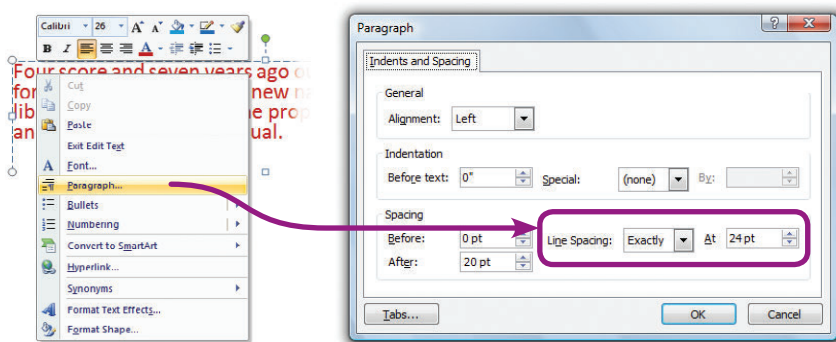 Calibri 26 A A
B I A
Four score and seven years ago o
for new n
lib e prop
an ual.
Cut
Copy
Paste
Exit Edit Text
Font...
Paragraph...
Bullets
Numbering
Convert to SmartArt
Hyperlink...
Synonyms
Format Text Effects...
Format Shape...
Paragraph
Indents and Spacing
General
Alignment: Left
Indentation
Before text: 0" Special: (none) By:
Spacing
Before: 0 pt Line Spacing: Exactly At 24 pt
After: 20 pt
Tabs... OK Cancel